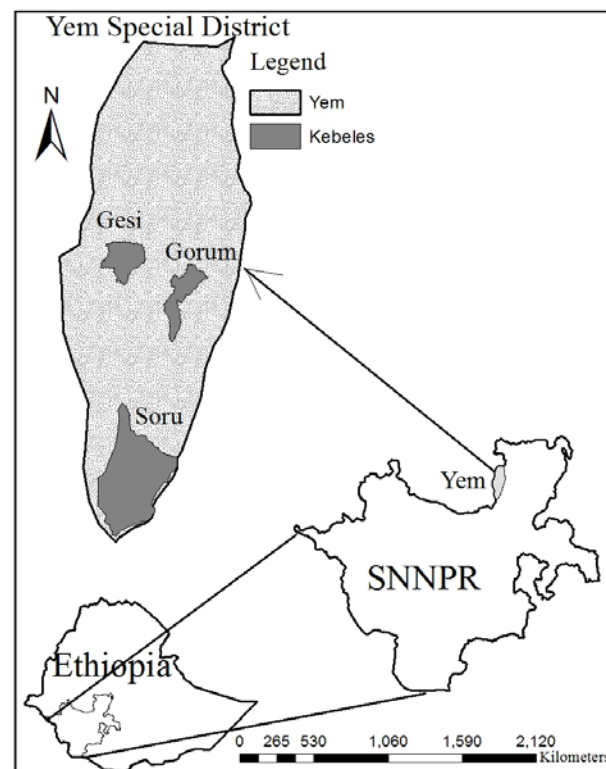 Yem Special District
Legend
Yem
Kebeles
N
Gesi
Gorum
Soru
Yem
SNNPR
Ethiopia
0 265 530 1,060 1,590 2,120
Kilometers